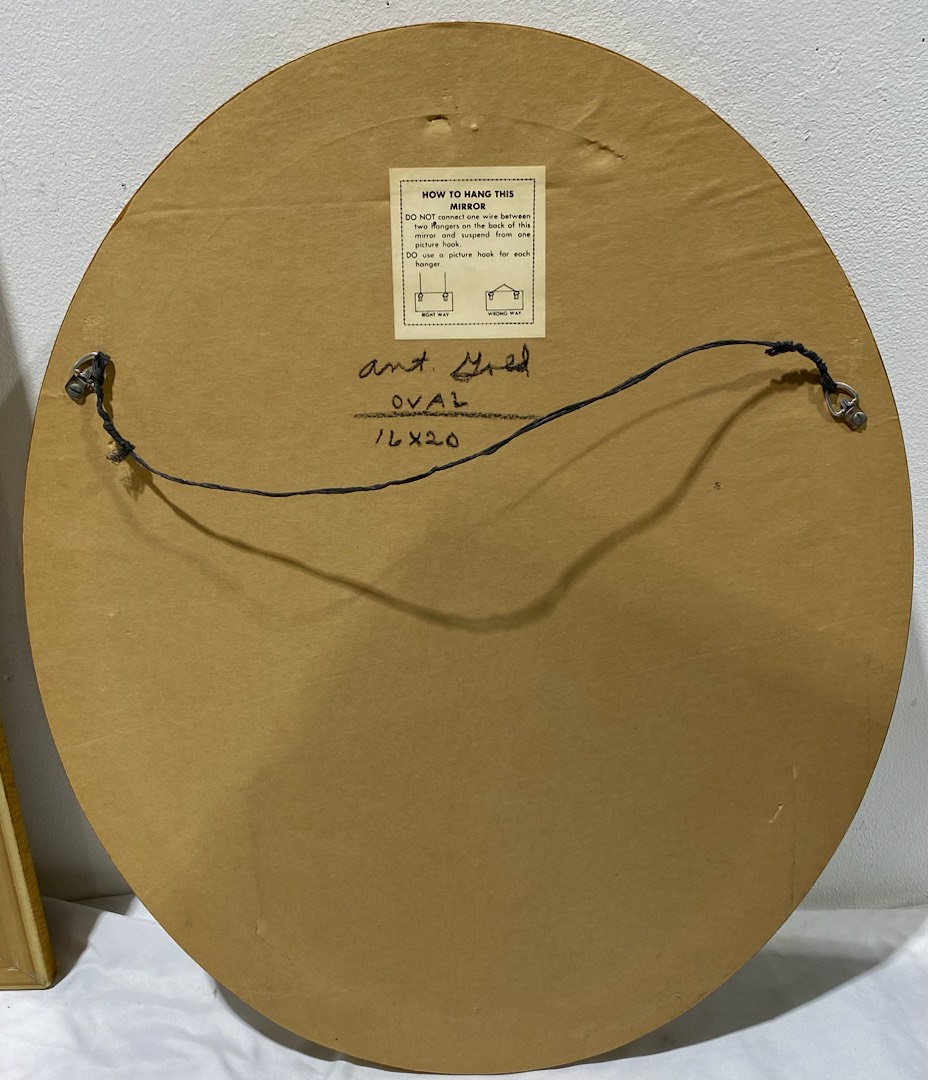 HOW TO HANG THIS
MIRROR
DO NOT connect one wire between
two hangers on the back of this
mirror and suspend from one
picture hook.
DO use a picture hook for each
hanger.
RIGHT WAY
WRONG WAY
ant. Gold
OVAL
16X20